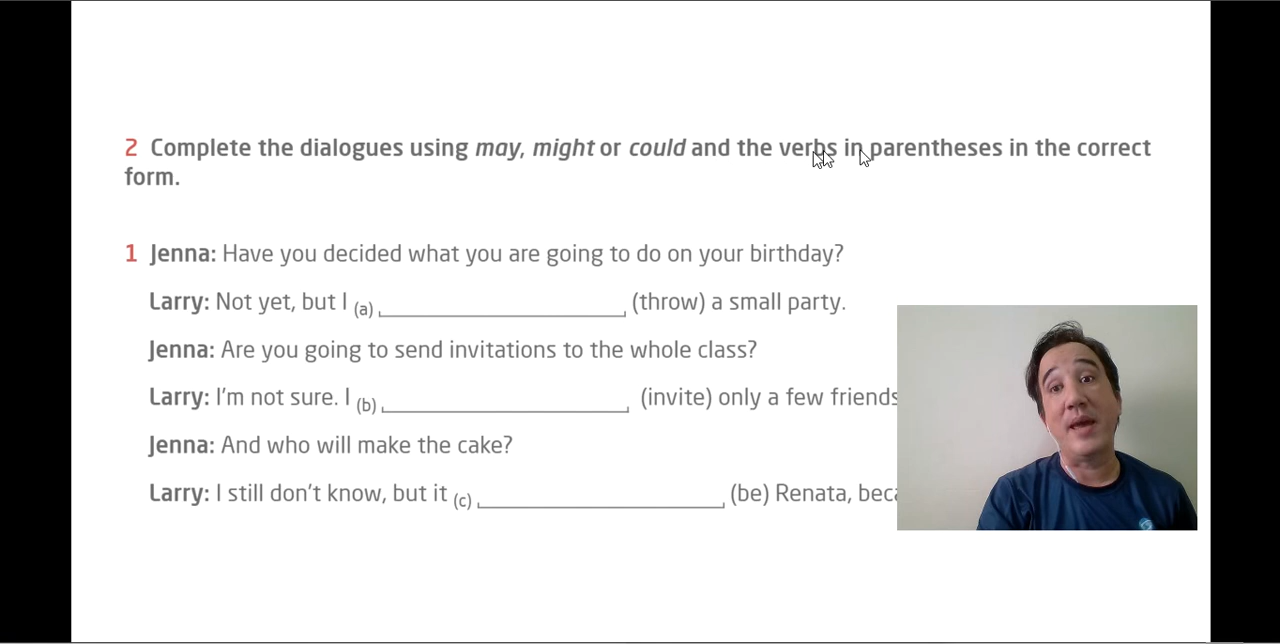 2 Complete the dialogues using may, might or could and the verbs in parentheses in the correct
form.
1 Jenna: Have you decided what you are going to do on your birthday?
Larry: Not yet, but I (a) ____________________ (throw) a small party.
Jenna: Are you going to send invitations to the whole class?
Larry: I'm not sure. I (b) ____________________ (invite) only a few friends
Jenna: And who will make the cake?
Larry: I still don't know, but it (c) ____________________ (be) Renata,